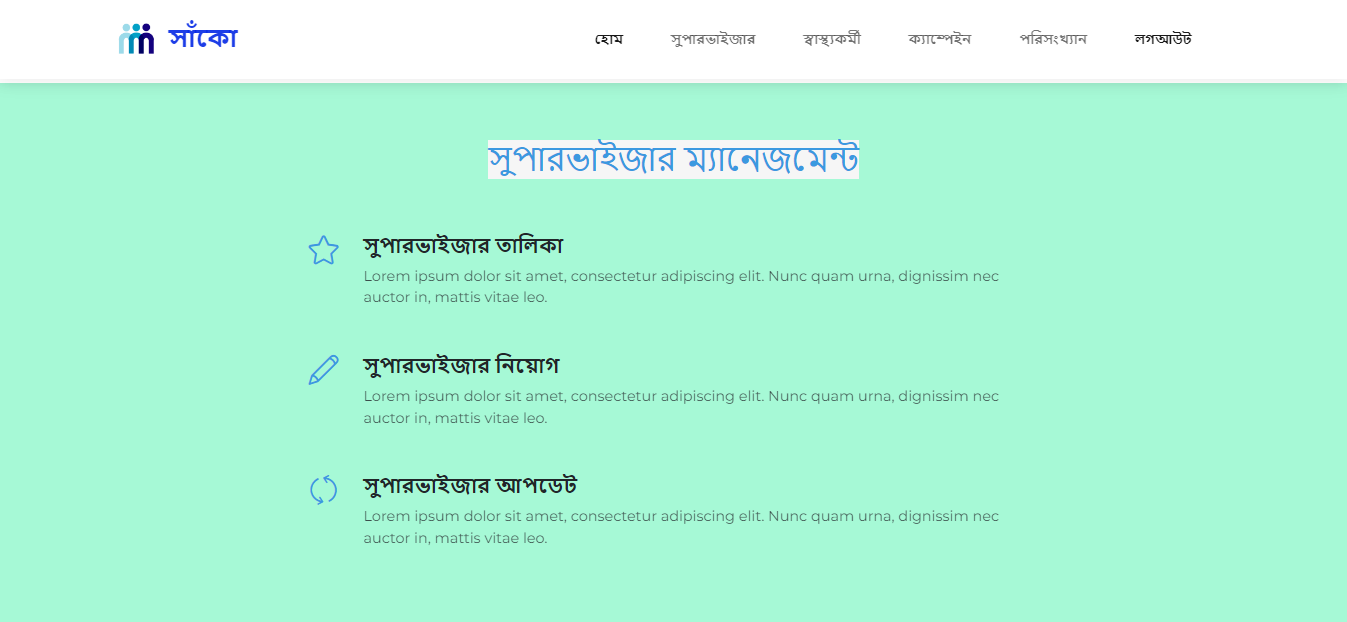 সাঁকো
হোম সুপারভাইজার স্বাস্থ্যকর্মী ক্যাম্পেইন পরিসংখ্যান লগআউট
সুপারভাইজার ম্যানেজমেন্ট
সুপারভাইজার তালিকা
Lorem ipsum dolor sit amet, consectetur adipiscing elit. Nunc quam urna, dignissim nec
auctor in, mattis vitae leo.
সুপারভাইজার নিয়োগ
Lorem ipsum dolor sit amet, consectetur adipiscing elit. Nunc quam urna, dignissim nec
auctor in, mattis vitae leo.
সুপারভাইজার আপডেট
Lorem ipsum dolor sit amet, consectetur adipiscing elit. Nunc quam urna, dignissim nec
auctor in, mattis vitae leo.